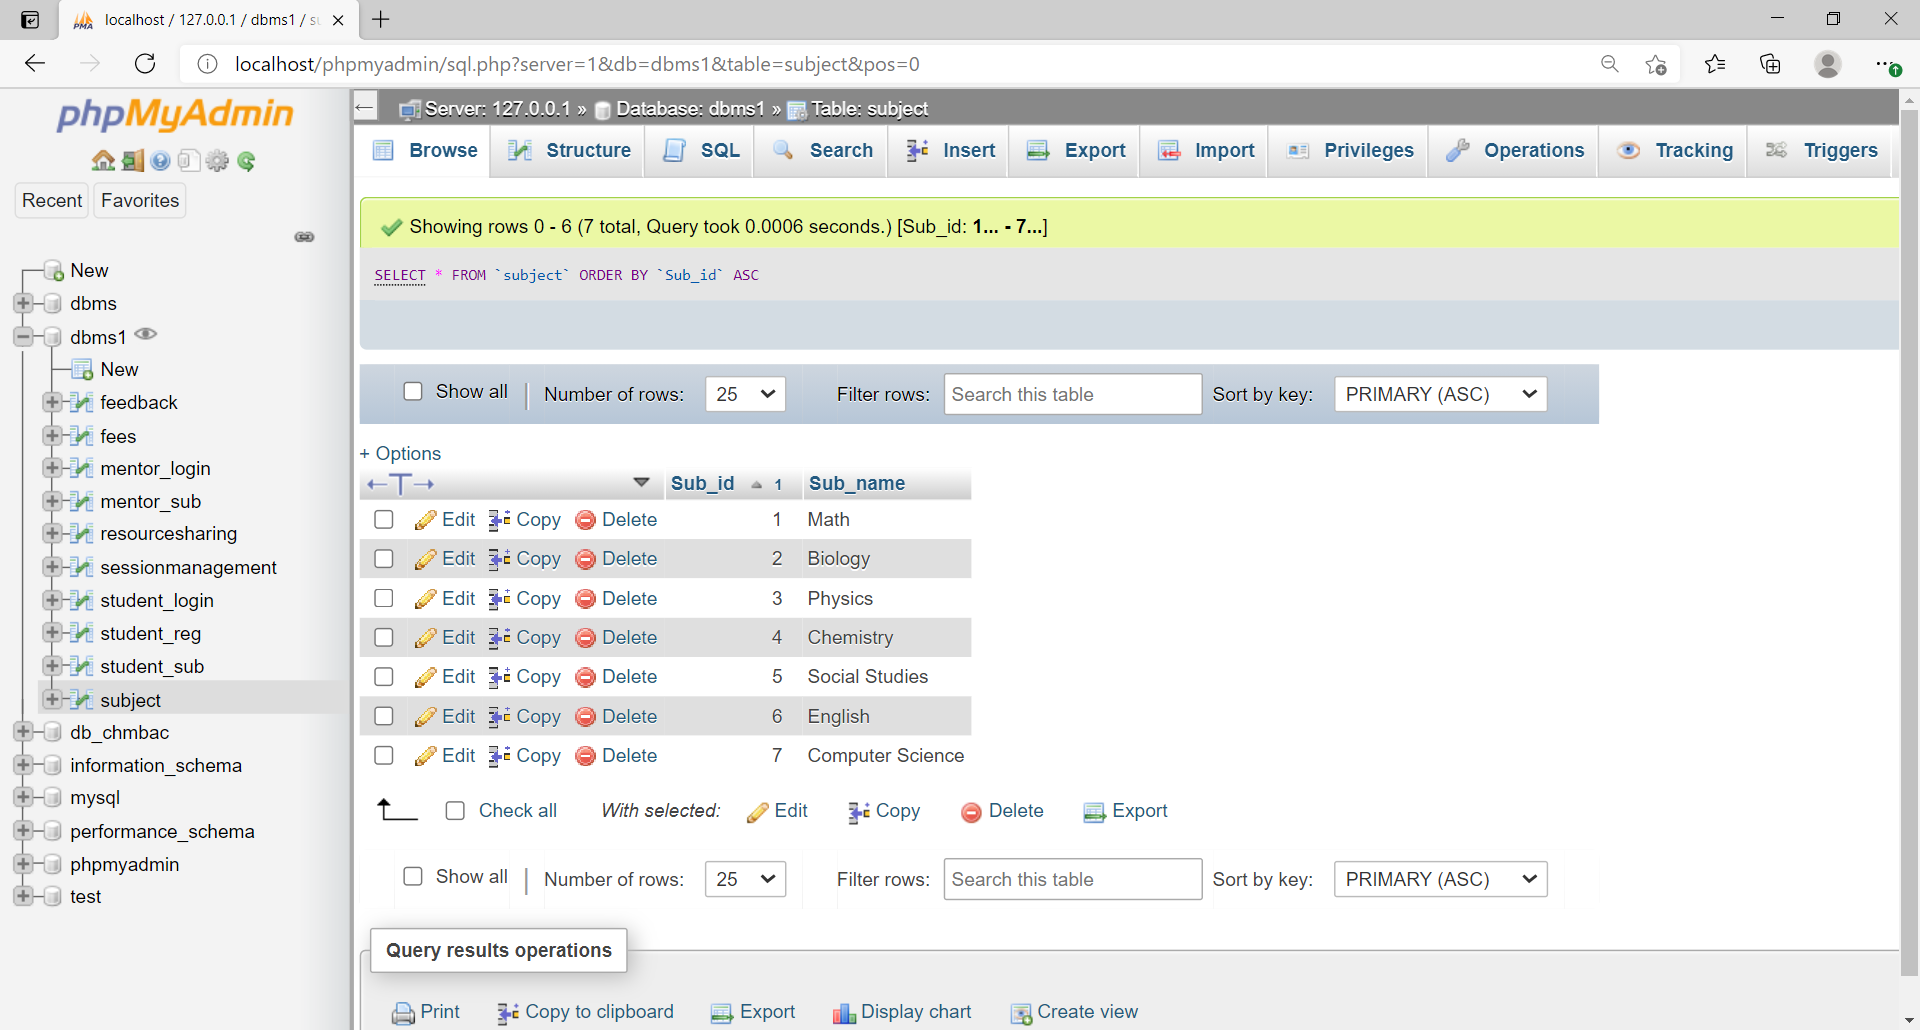 localhost / 127.0.0.1 / dbms1 / su
localhost/phpmyadmin/sql.php?server=1&db=dbms1&table=subject&pos=0
phpMyAdmin
Recent Favorites
New
dbms
dbms1
New
feedback
fees
mentor_login
mentor_sub
resourcesharing
sessionmanagement
student_login
student_reg
student_sub
subject
db_chmbac
information_schema
mysql
performance_schema
phpmyadmin
test
Server: 127.0.0.1 » Database: dbms1 » Table: subject
Browse Structure SQL Search Insert Export Import Privileges Operations Tracking Triggers
Showing rows 0 - 6 (7 total, Query took 0.0006 seconds.) [Sub_id: 1... - 7...]
SELECT * FROM `subject` ORDER BY `Sub_id` ASC
Show all | Number of rows: 25 Filter rows: Search this table Sort by key: PRIMARY (ASC)
+ Options
←T→ Sub_id 1 Sub_name
Edit Copy Delete 1 Math
Edit Copy Delete 2 Biology
Edit Copy Delete 3 Physics
Edit Copy Delete 4 Chemistry
Edit Copy Delete 5 Social Studies
Edit Copy Delete 6 English
Edit Copy Delete 7 Computer Science
Check all With selected: Edit Copy Delete Export
Show all | Number of rows: 25 Filter rows: Search this table Sort by key: PRIMARY (ASC)
Query results operations
Print Copy to clipboard Export Display chart Create view